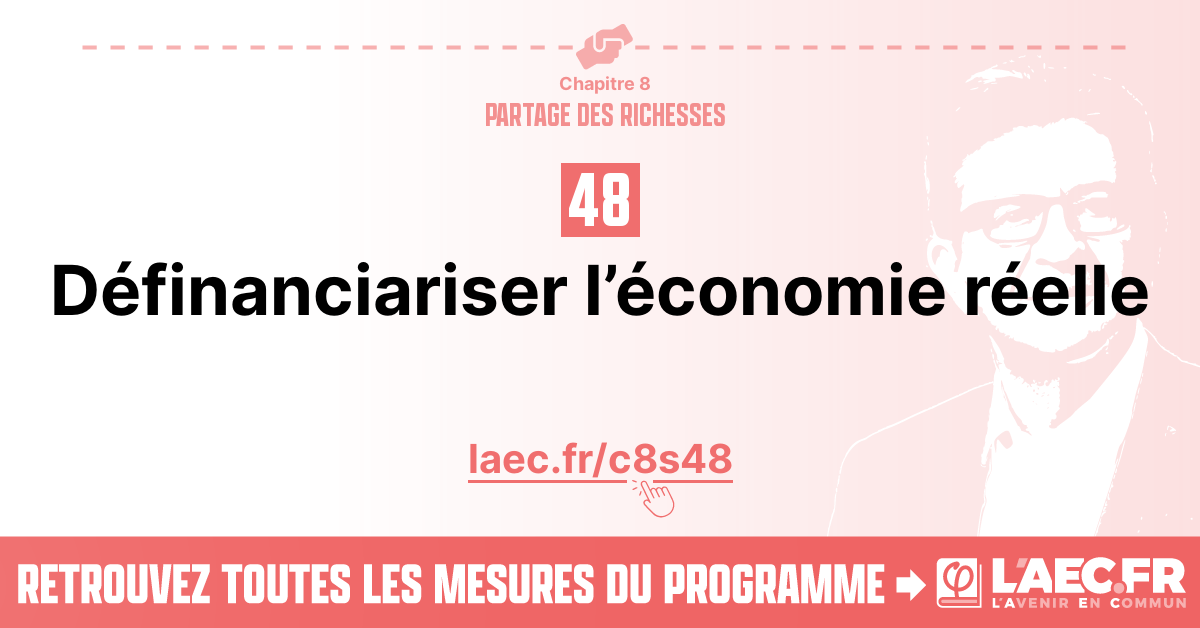 Chapitre 8
PARTAGE DES RICHESSES
48
Définanciariser l’économie réelle
laec.fr/c8s48
RETROUVEZ TOUTES LES MESURES DU PROGRAMME
φ L'AEC.FR
L'AVENIR EN COMMUN